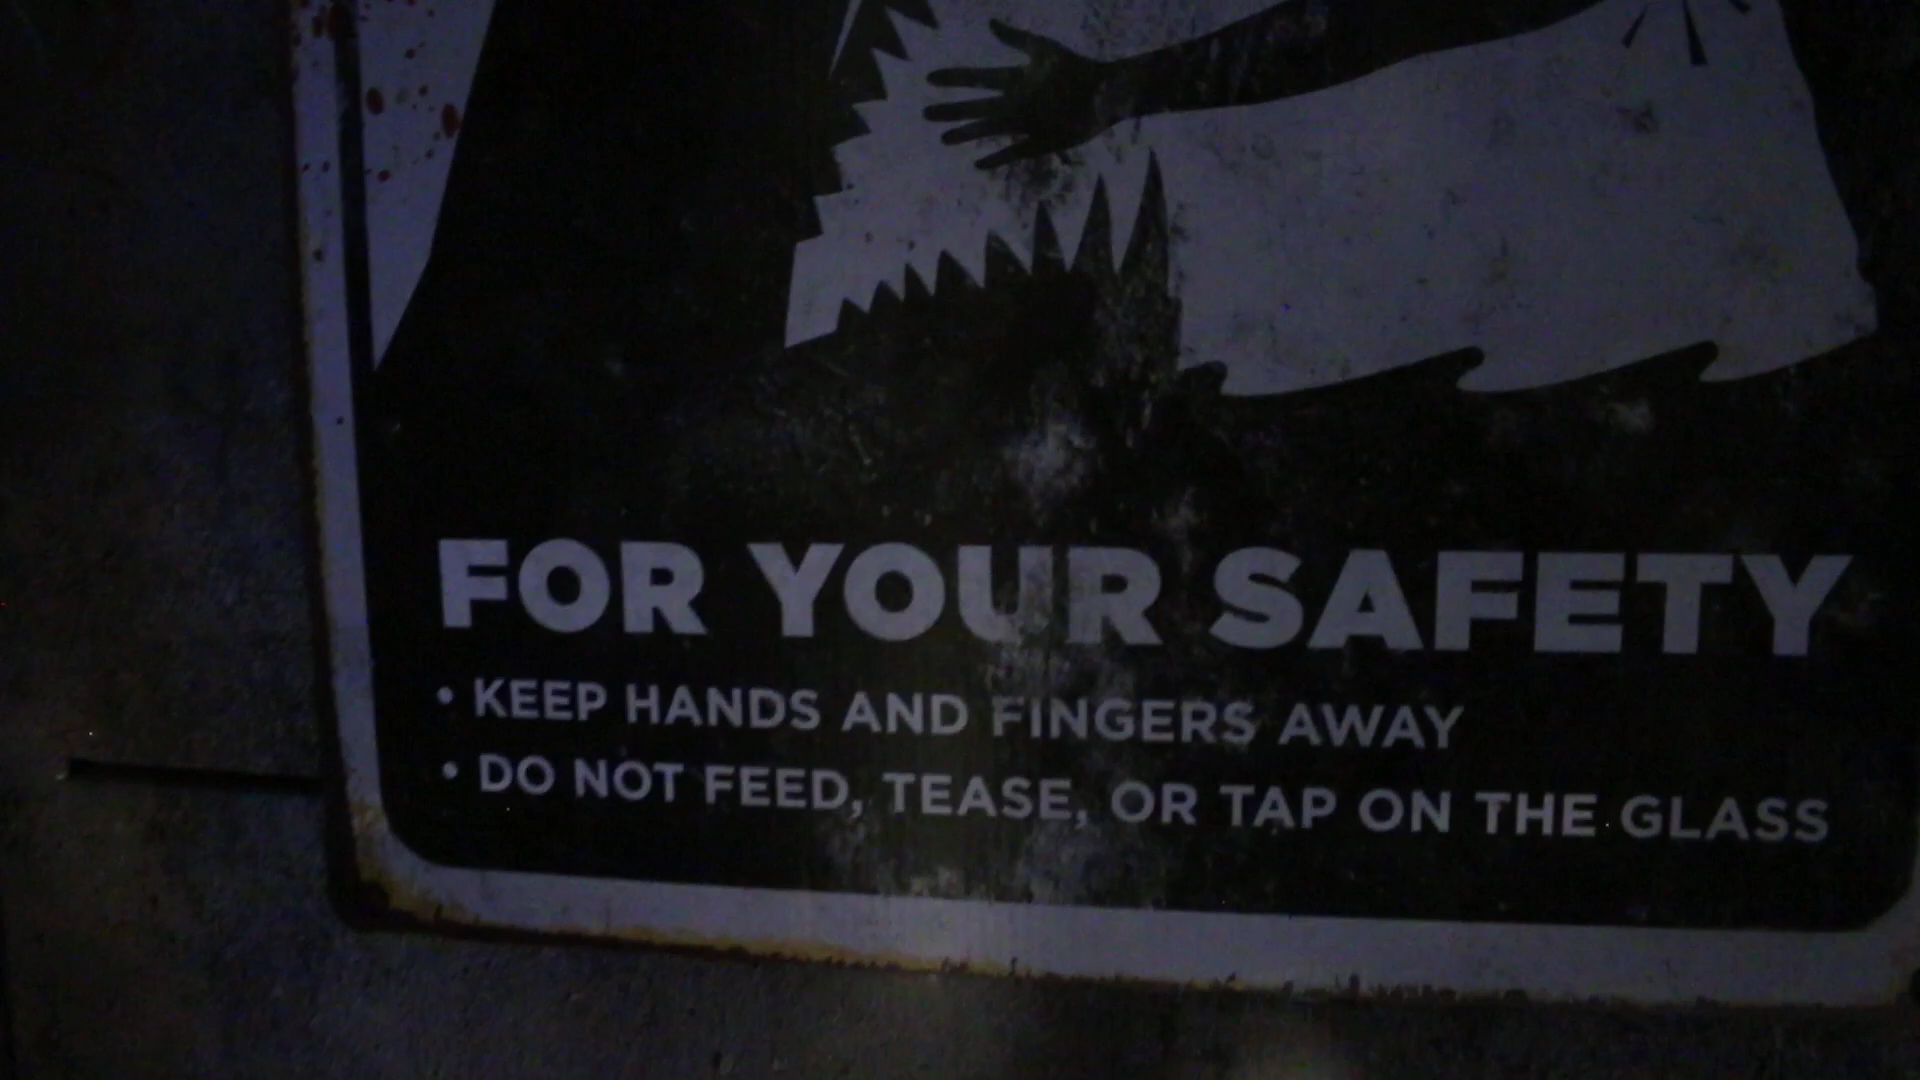 FOR YOUR SAFETY
• KEEP HANDS AND FINGERS AWAY
• DO NOT FEED, TEASE, OR TAP ON THE GLASS